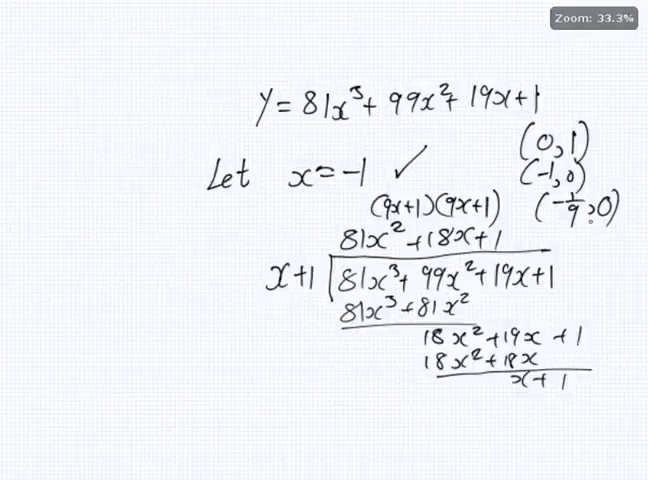 Zoom: 33.3%
y = 81x³ + 99x² + 19x + 1
(0, 1)
Let x = -1 ✓
(-1, 0)
(9x+1)(9x+1)
(-1/9, 0)
81x² + 18x + 1
x+1 | 81x³ + 99x² + 19x + 1
81x³ + 81x²
18x² + 19x + 1
18x² + 18x
x + 1